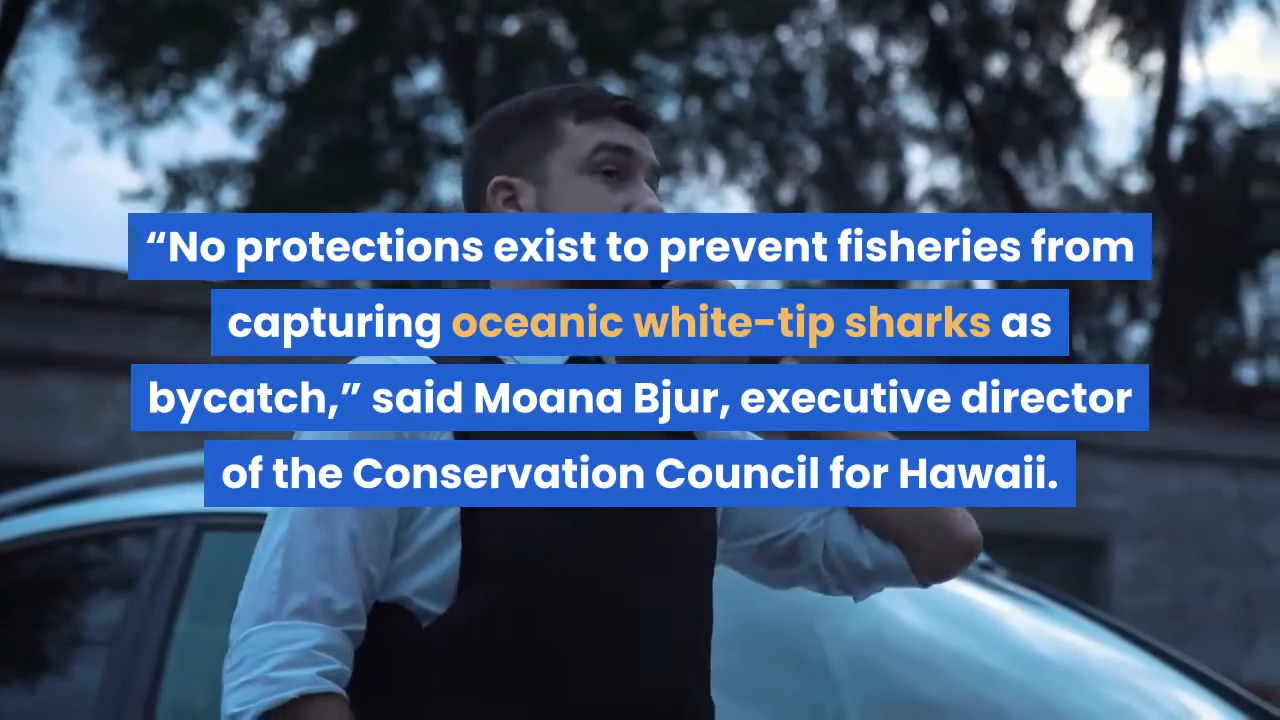 “No protections exist to prevent fisheries from
capturing oceanic white-tip sharks as
bycatch,” said Moana Bjur, executive director
of the Conservation Council for Hawaii.